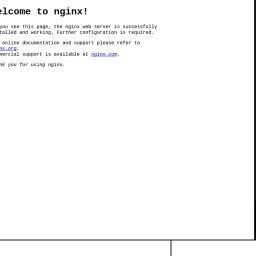 elcome to nginx!
you see this page, the nginx web server is successfully
talled and working. Further configuration is required.
online documentation and support please refer to
nx.org.
mercial support is available at nginx.com.
nk you for using nginx.